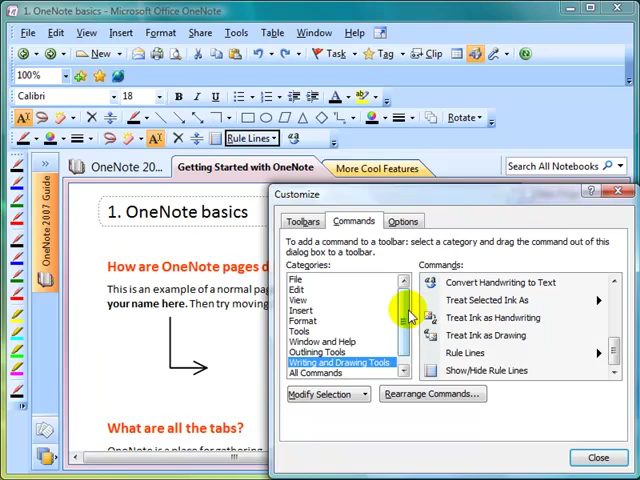 1. OneNote basics - Microsoft Office OneNote
File Edit View Insert Format Share Tools Table Window Help
New Task Tag Clip
100%
Calibri 18 B I U A ab
A Rotate
A Rule Lines
OneNote 20... Getting Started with OneNote More Cool Features Search All Notebooks
OneNote 2007 Guide
1. OneNote basics
How are OneNote pages d
This is an example of a normal pag
your name here. Then try moving
What are all the tabs?
OneNote is a place for gathering
Customize
Toolbars Commands Options
To add a command to a toolbar: select a category and drag the command out of this
dialog box to a toolbar.
Categories: Commands:
File
Edit
View
Insert
Format
Tools
Window and Help
Outlining Tools
Writing and Drawing Tools
All Commands
Convert Handwriting to Text
Treat Selected Ink As
Treat Ink as Handwriting
Treat Ink as Drawing
Rule Lines
Show/Hide Rule Lines
Modify Selection Rearrange Commands...
Close